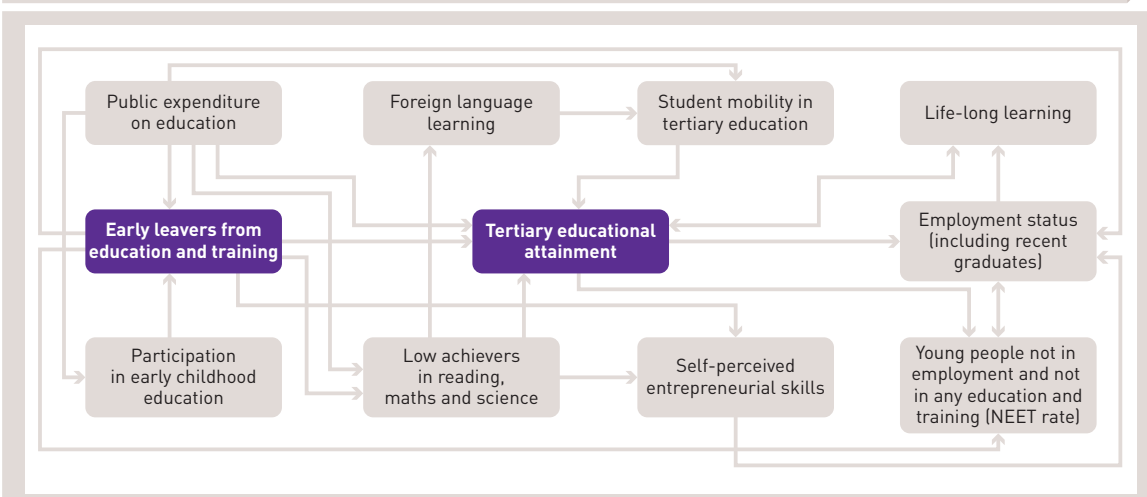 Public expenditure
on education
Foreign language
learning
Student mobility in
tertiary education
Life-long learning
Early leavers from
education and training
Tertiary educational
attainment
Employment status
(including recent
graduates)
Participation
in early childhood
education
Low achievers
in reading,
maths and science
Self-perceived
entrepreneurial skills
Young people not in
employment and not
in any education and
training (NEET rate)